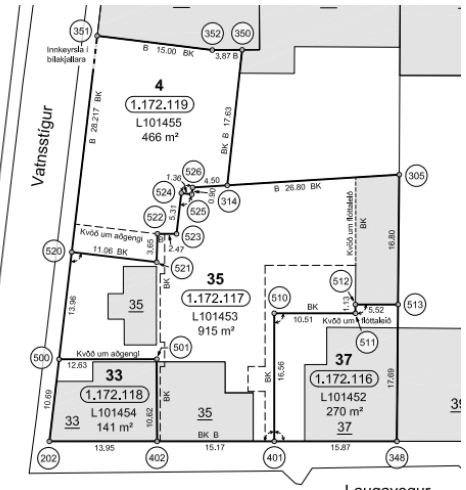 352
350
351
B 15.00 BK
3,87 B
Innkeyrsla í
bílakjallara
4
1.172.119
L101455
466 m²
B 28,217 BK
BK B 17,63
Vatnsstígur
1.36
526
4.50
305
524
0.90
314
B 26.80 BK
525
5.31
522
Kvöð um aðgengi
B
2.47
523
3,65
520
11.06 BK
521
Kvöð um flóttaleið
BK
16,80
BK
35
1.172.117
L101453
915 m²
35
13,98
512
510
BK
1.13
5.52
513
10.51
Kvöð um flóttaleið
511
500
Kvöð um aðgengi
501
12.63
33
1.172.118
L101454
141 m²
33
10,69
10,62
BK
35
BK
16,56
37
1.172.116
L101452
270 m²
37
17,69
BK B
13.95
15.17
15.87
202
402
401
348